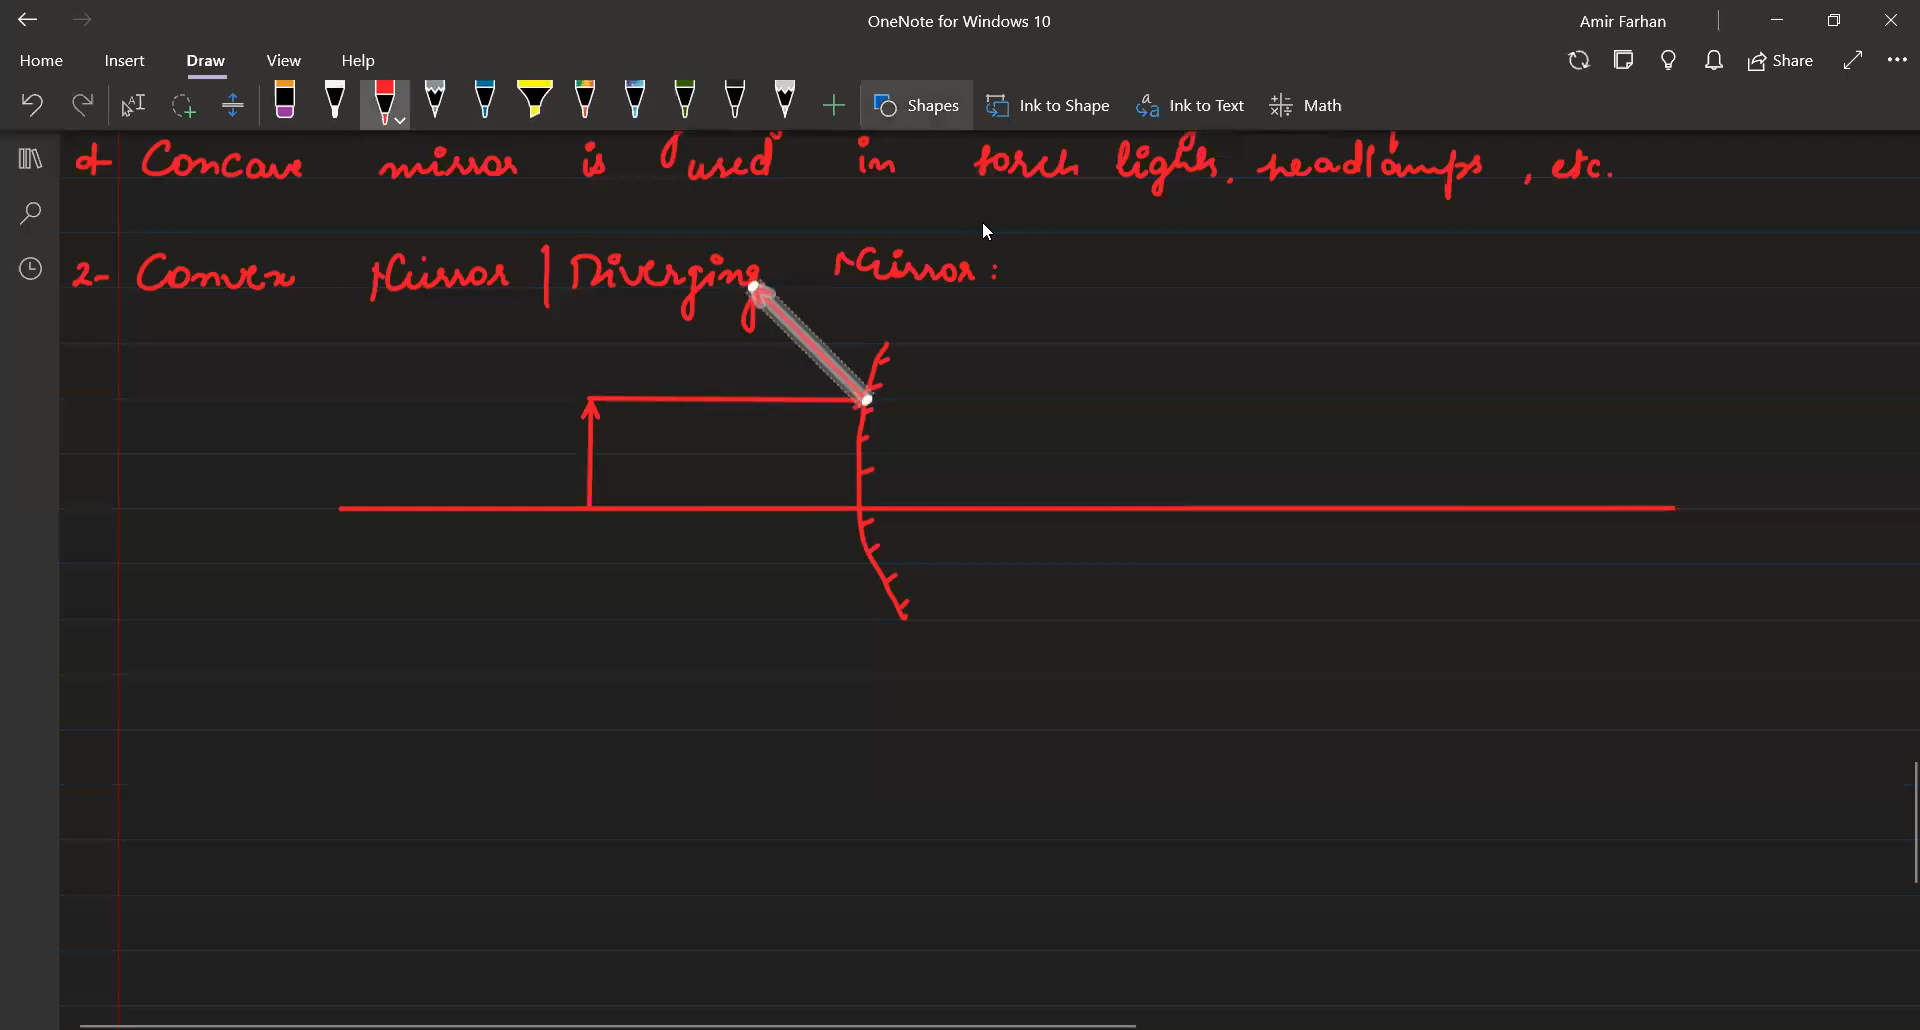 OneNote for Windows 10
Amir Farhan
Home Insert Draw View Help
Share
Shapes Ink to Shape Ink to Text Math
Concave mirror is used in torch lights, headlamps, etc.
2- Convex Mirror | Diverging Mirror :